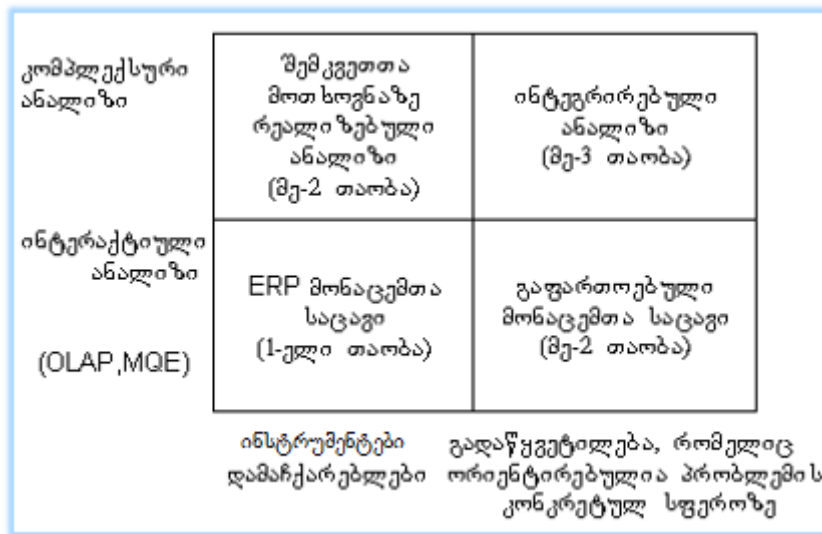 კომპლექსური
ანალიზი
შემკვეთთა
მოთხოვნაზე
რეალიზებული
ანალიზი
(მე-2 თაობა)
ინტეგრირებული
ანალიზი
(მე-3 თაობა)
ინტერაქტიული
ანალიზი
(OLAP,MQE)
ERP მონაცემთა
საცავი
(1-ელი თაობა)
გაფართოებული
მონაცემთა საცავი
(მე-2 თაობა)
ინსტრუმენტები
დამაჩქარებლები
გადაწყვეტილება, რომელიც
ორიენტირებულია პრობლემის
კონკრეტულ სფეროზე